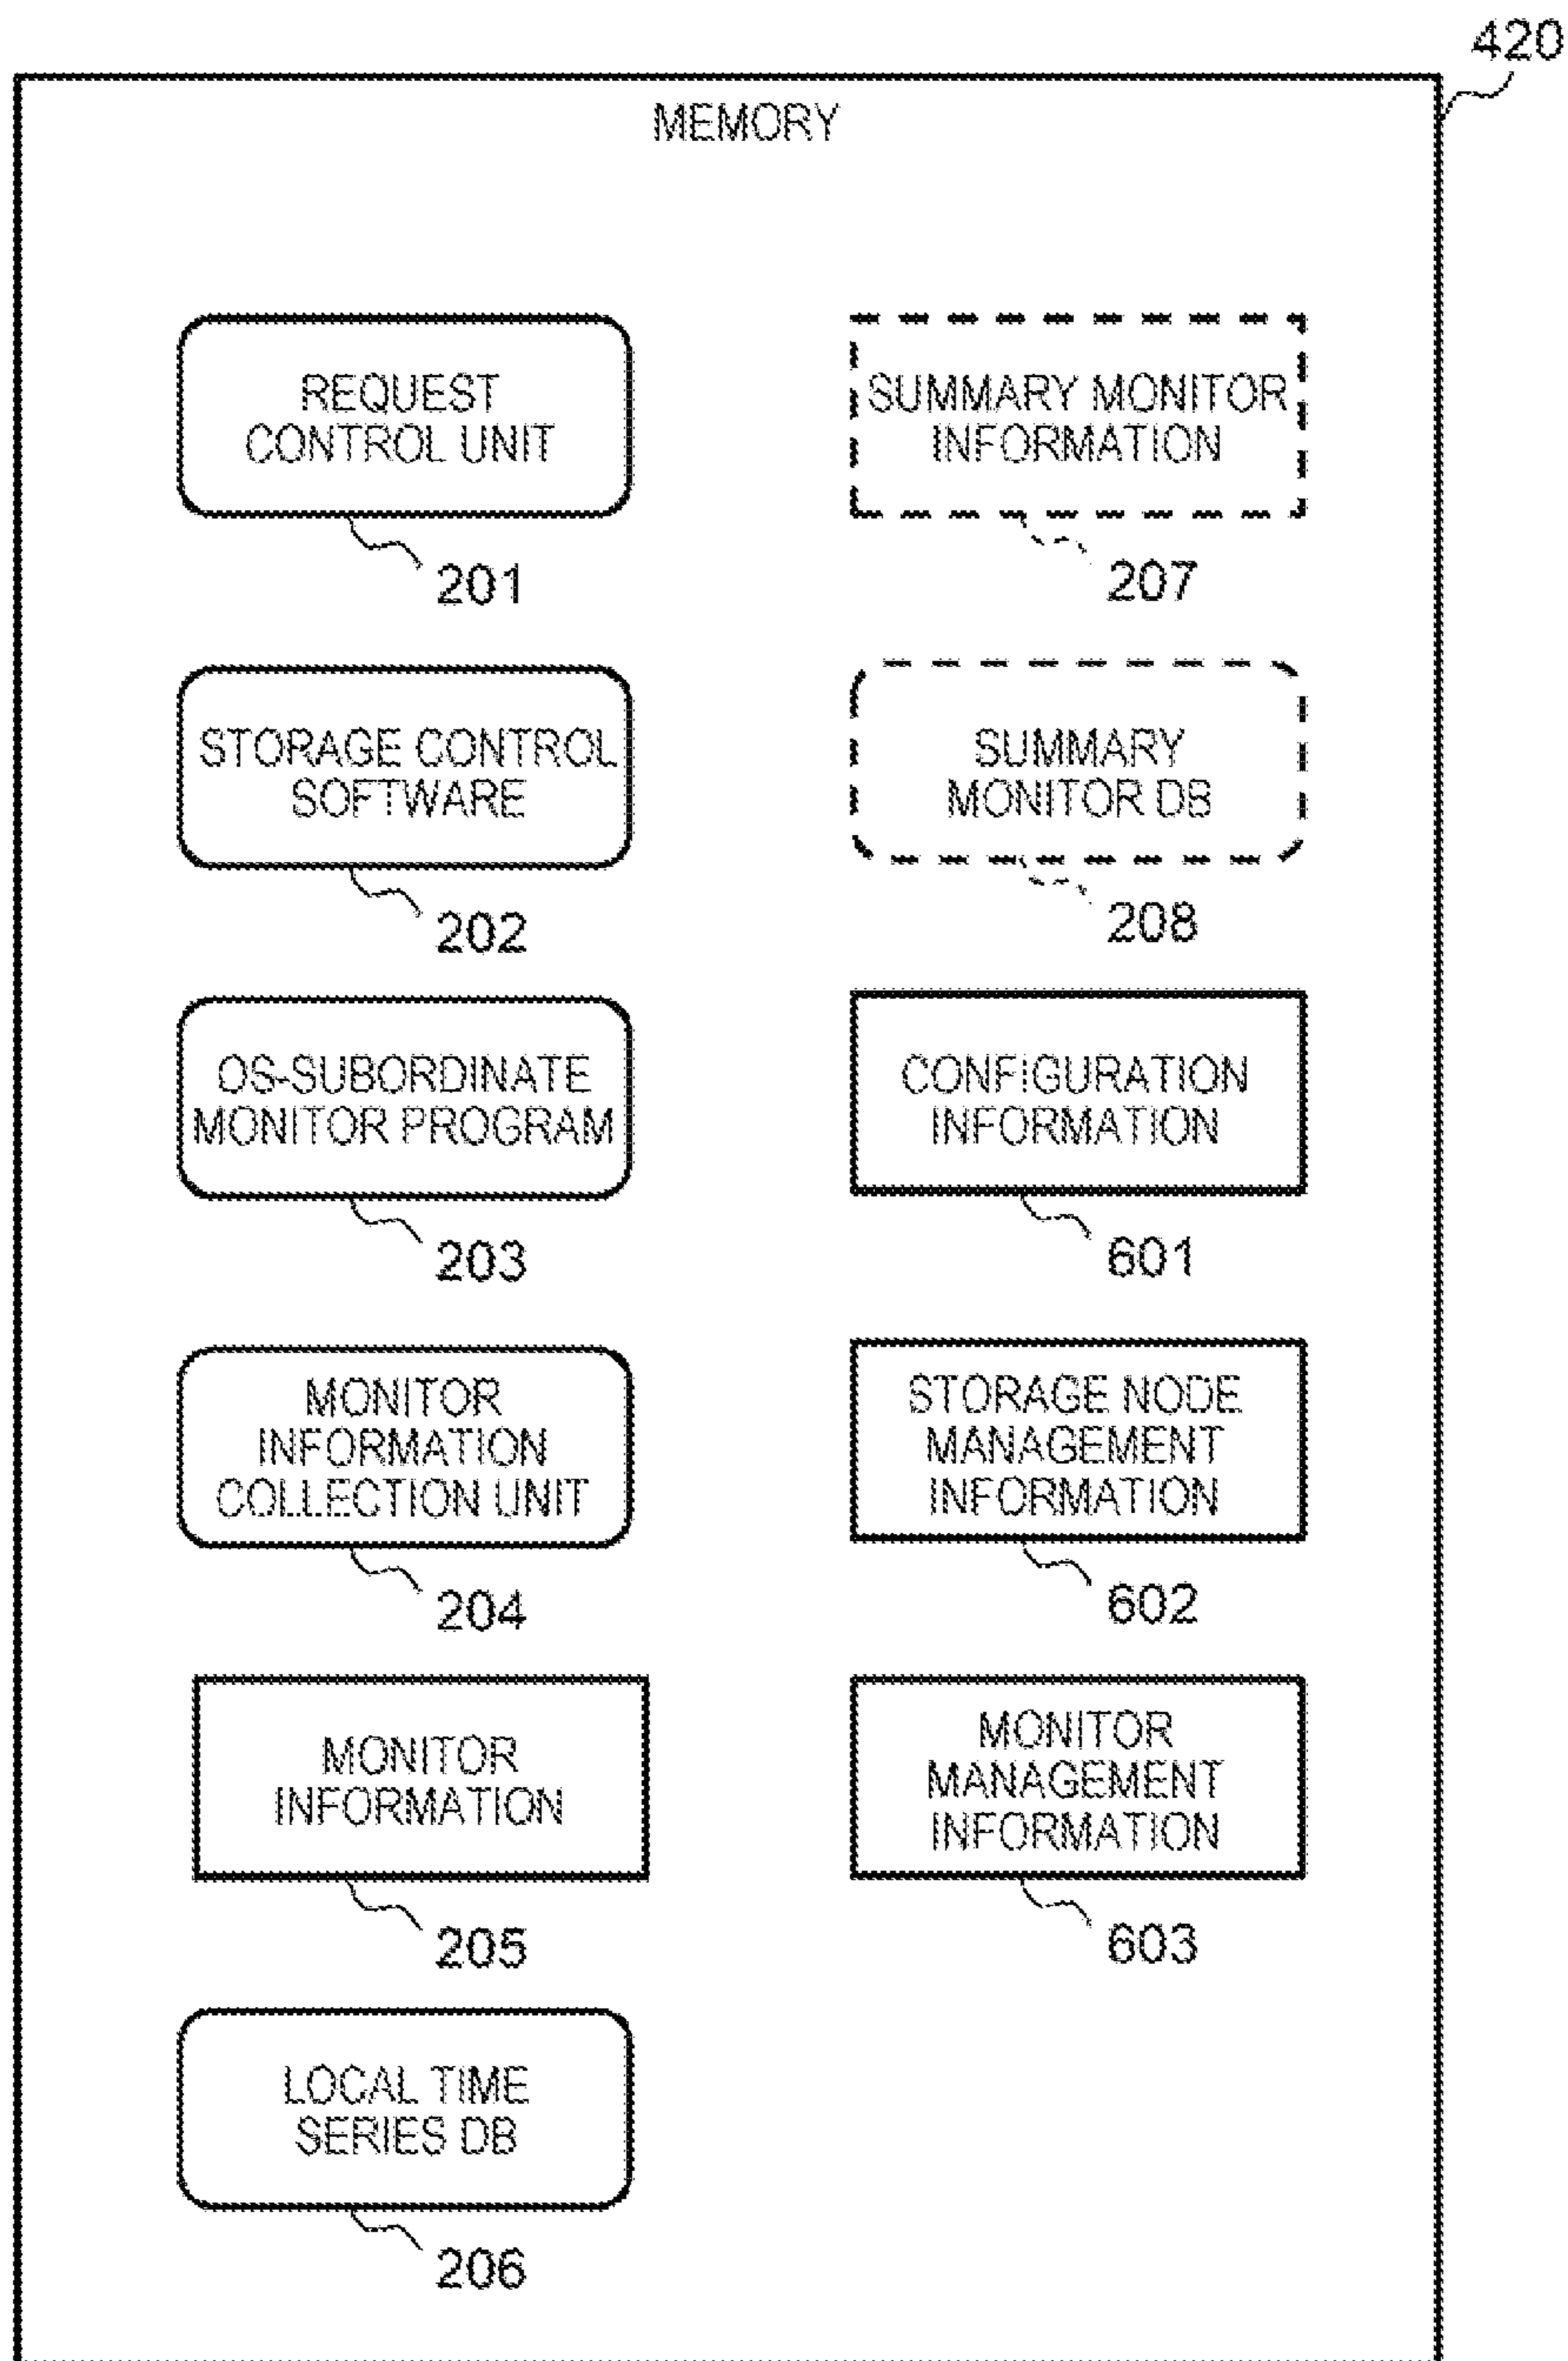 420
MEMORY
REQUEST
CONTROL UNIT
201
STORAGE CONTROL
SOFTWARE
202
OS-SUBORDINATE
MONITOR PROGRAM
203
MONITOR
INFORMATION
COLLECTION UNIT
204
MONITOR
INFORMATION
205
LOCAL TIME
SERIES DB
206
SUMMARY MONITOR
INFORMATION
207
SUMMARY
MONITOR DB
208
CONFIGURATION
INFORMATION
601
STORAGE NODE
MANAGEMENT
INFORMATION
602
MONITOR
MANAGEMENT
INFORMATION
603